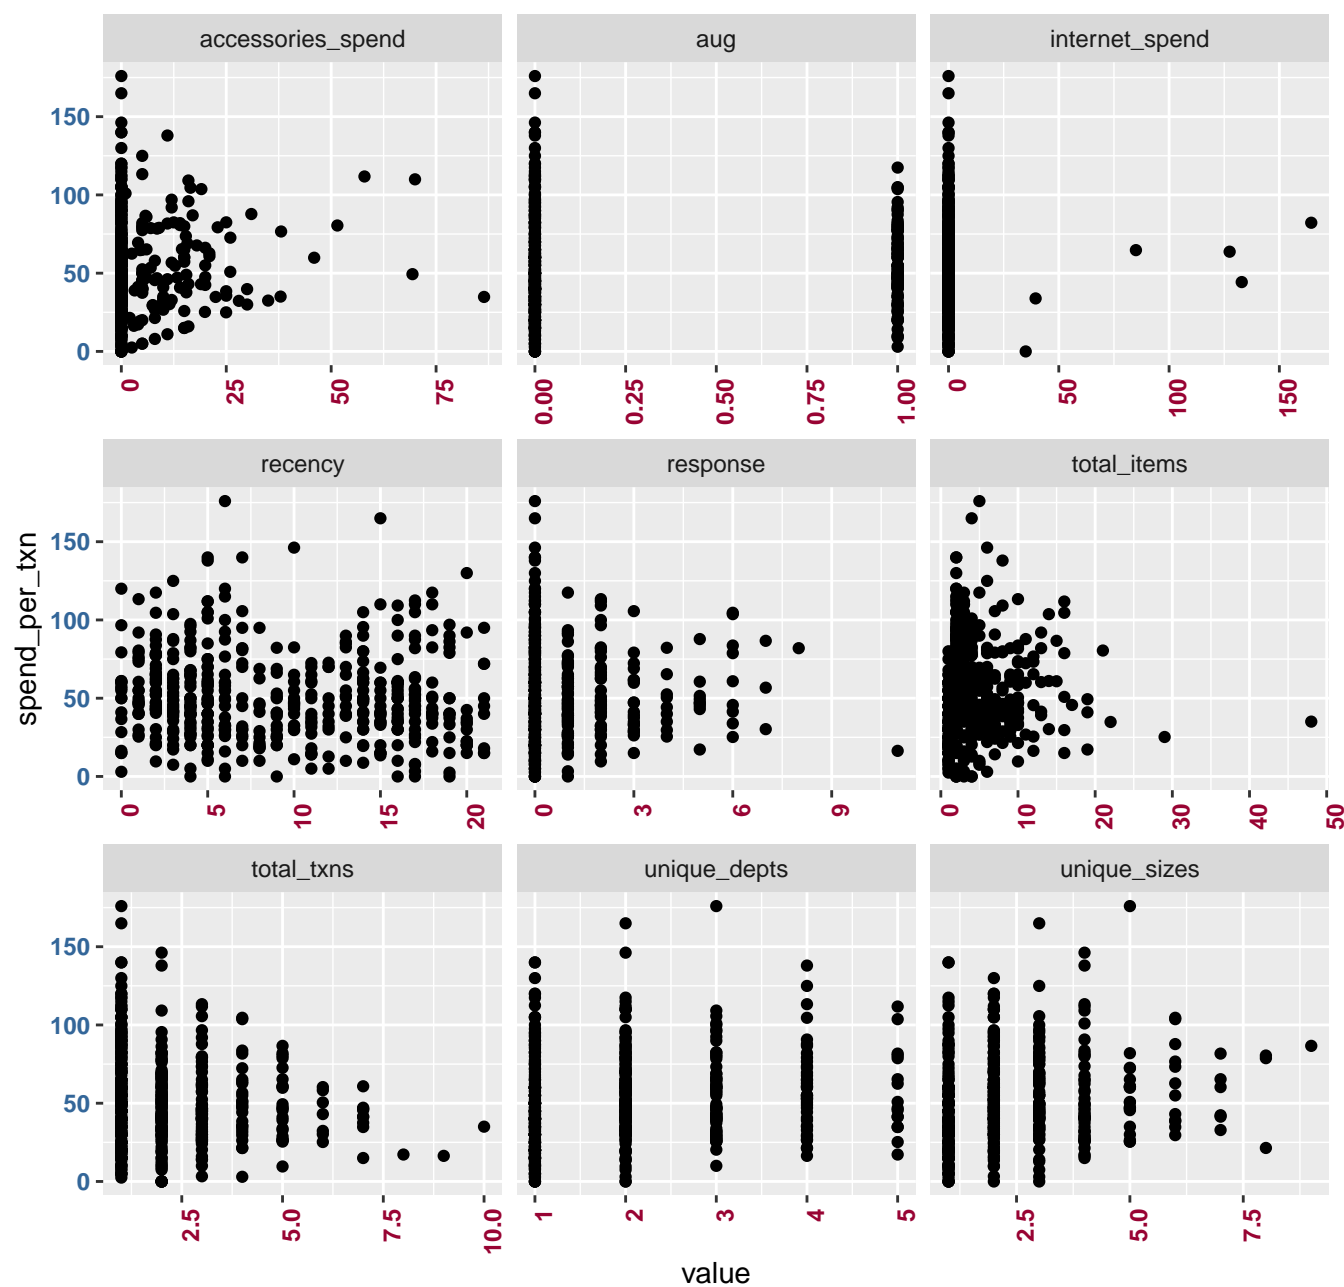 accessories_spend aug internet_spend
150
100
50
0
0 25 50 75 0.00 0.25 0.50 0.75 1.00 0 50 100 150
recency response total_items
150
100
50
0
0 5 10 15 20 0 3 6 9 0 10 20 30 40 50
total_txns unique_depts unique_sizes
150
100
50
0
2.5 5.0 7.5 10.0 1 2 3 4 5 2.5 5.0 7.5
spend_per_txn
value